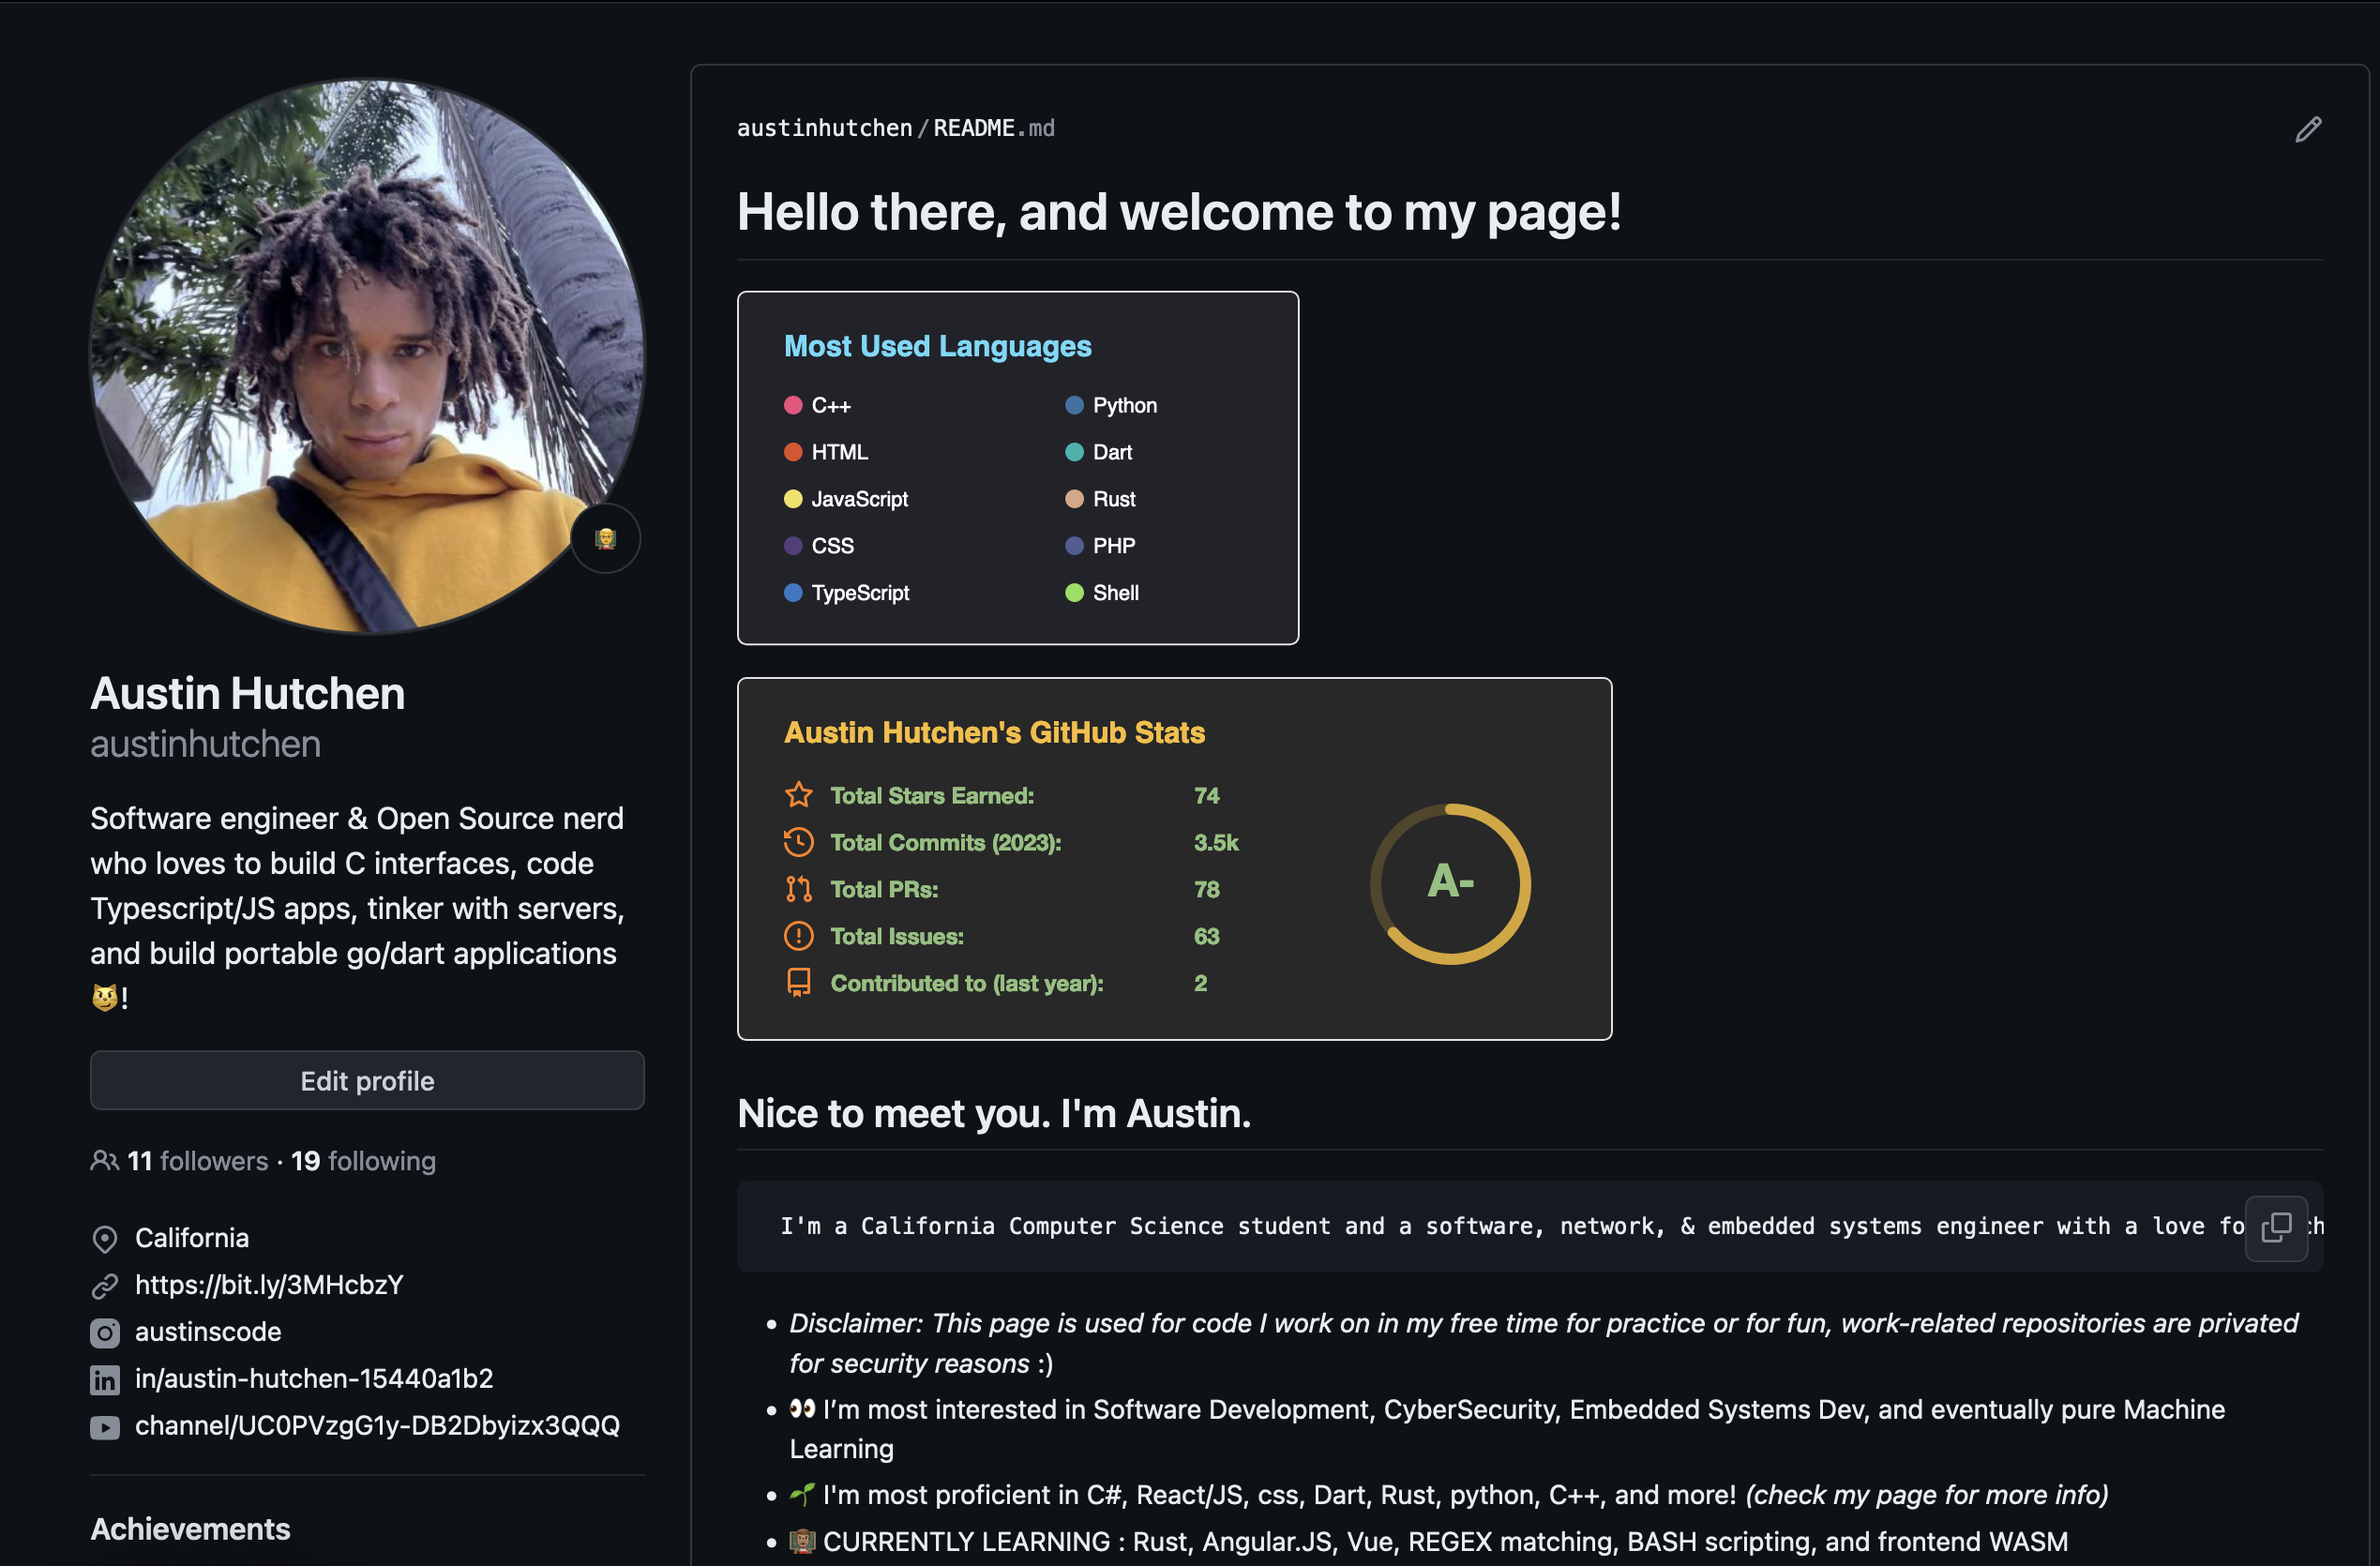 Austin Hutchen
austinhutchen
Software engineer & Open Source nerd
who loves to build C interfaces, code
Typescript/JS apps, tinker with servers,
and build portable go/dart applications
😼!
Edit profile
11 followers · 19 following
California
https://bit.ly/3MHcbzY
austinscode
in/austin-hutchen-15440a1b2
channel/UC0PVzgG1y-DB2Dbyizx3QQQ
Achievements
austinhutchen/README.md
Hello there, and welcome to my page!
Most Used Languages
C++
HTML
JavaScript
CSS
TypeScript
Python
Dart
Rust
PHP
Shell
Austin Hutchen's GitHub Stats
Total Stars Earned: 74
Total Commits (2023): 3.5k
Total PRs: 78
Total Issues: 63
Contributed to (last year): 2
A-
Nice to meet you. I'm Austin.
I'm a California Computer Science student and a software, network, & embedded systems engineer with a love
• Disclaimer: This page is used for code I work on in my free time for practice or for fun, work-related repositories are privated
for security reasons :)
• 👀 I’m most interested in Software Development, CyberSecurity, Embedded Systems Dev, and eventually pure Machine
Learning
• 🌱 I'm most proficient in C#, React/JS, css, Dart, Rust, python, C++, and more! (check my page for more info)
• 👨🏽‍🏫 CURRENTLY LEARNING : Rust, Angular.JS, Vue, REGEX matching, BASH scripting, and frontend WASM